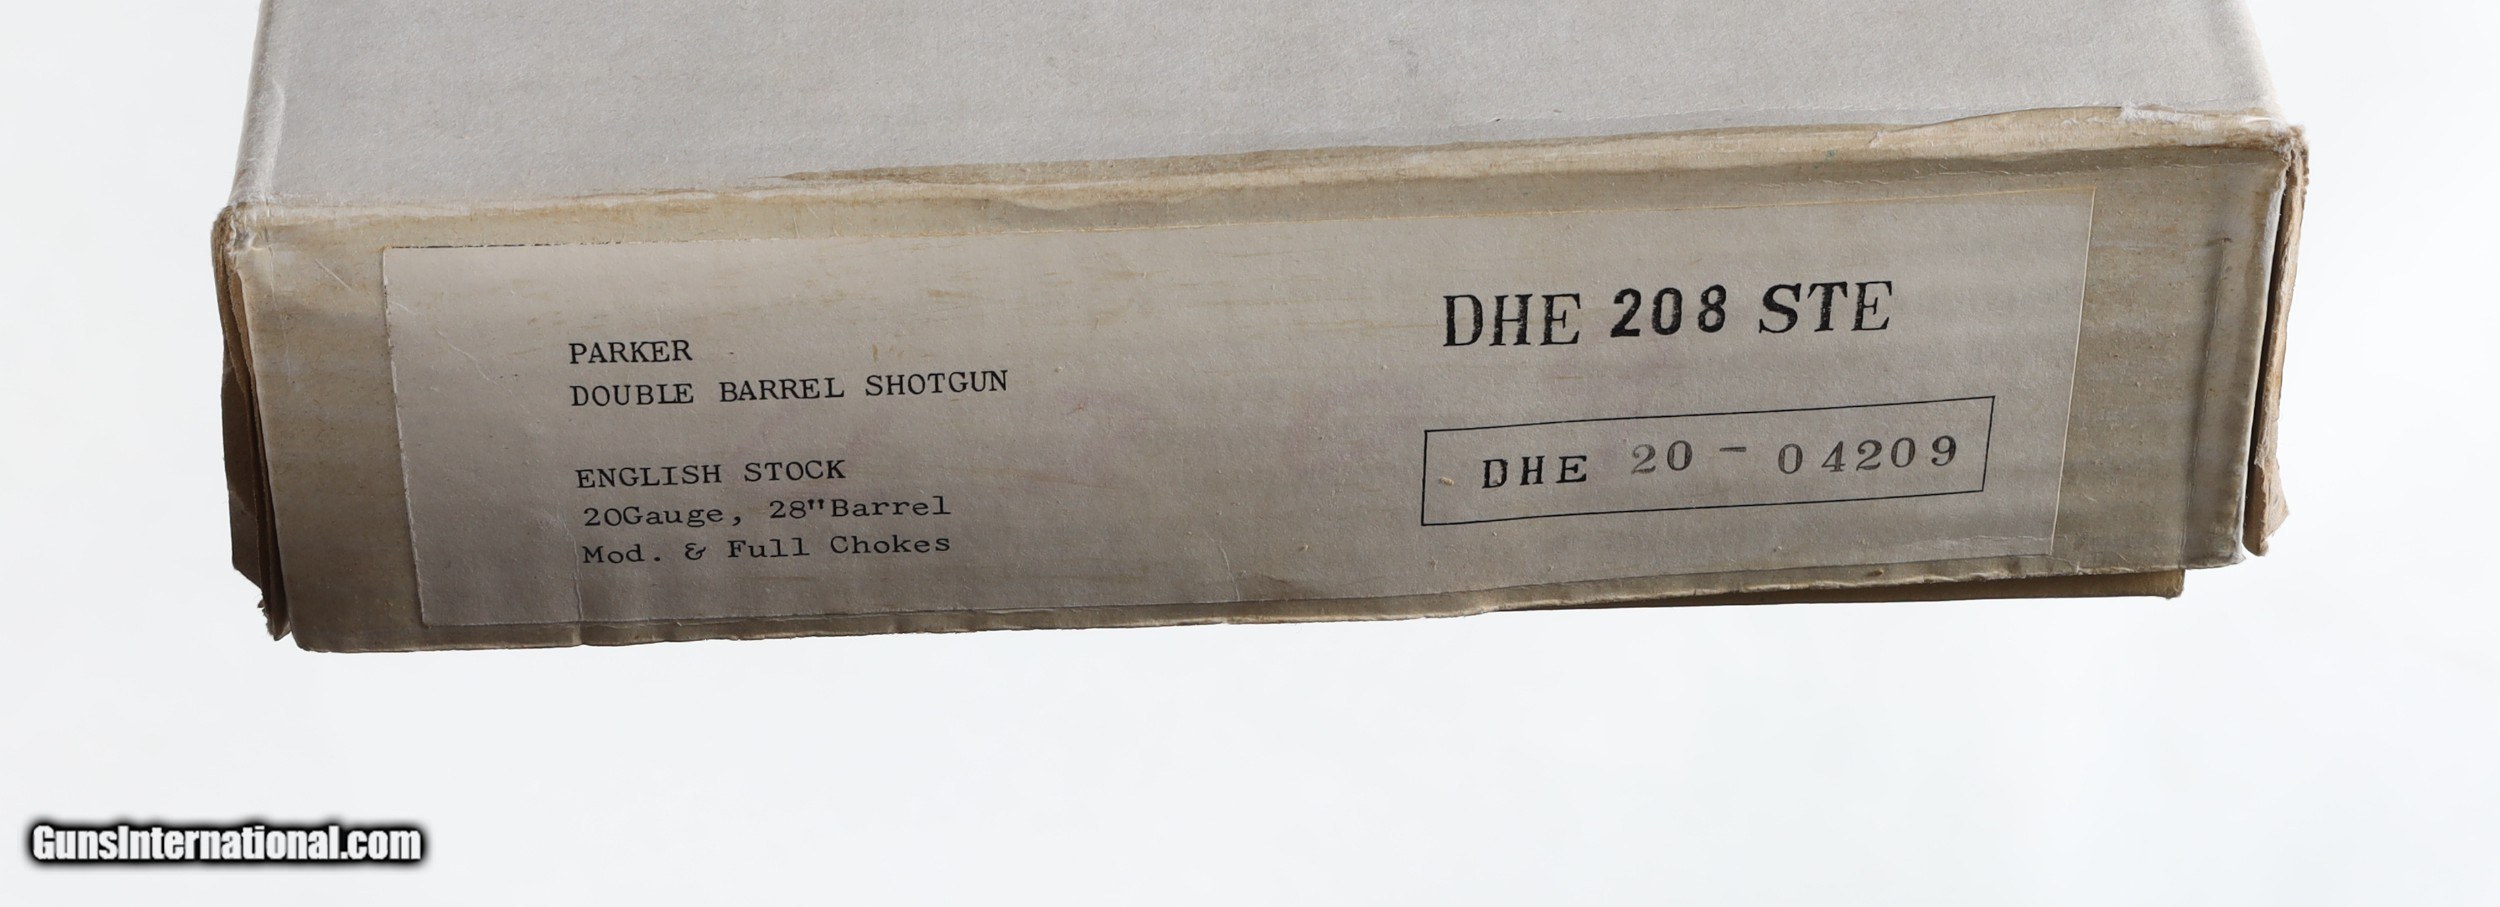 PARKER
DOUBLE BARREL SHOTGUN
ENGLISH STOCK
20Gauge, 28"Barrel
Mod. & Full Chokes
DHE 208 STE
DHE 20 - 04209
GunsInternational.com